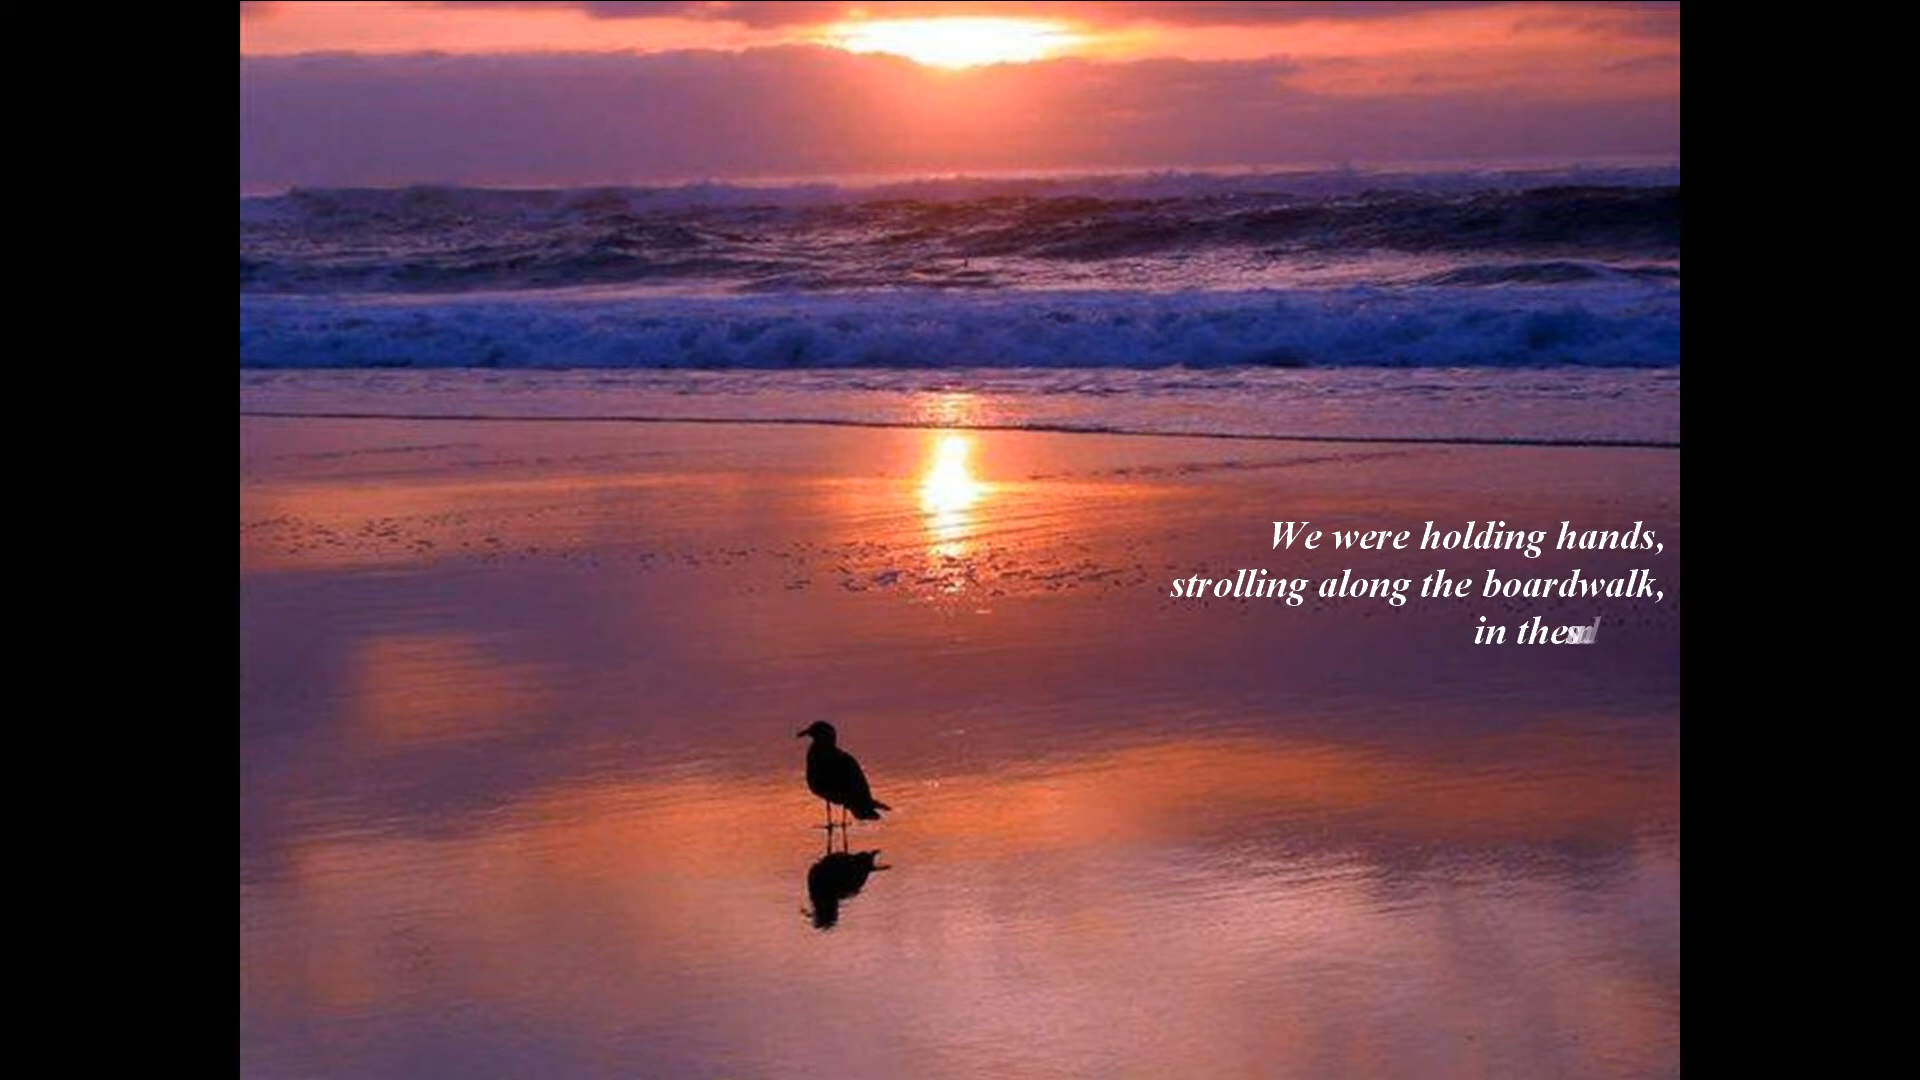 We were holding hands,
strolling along the boardwalk,
in the